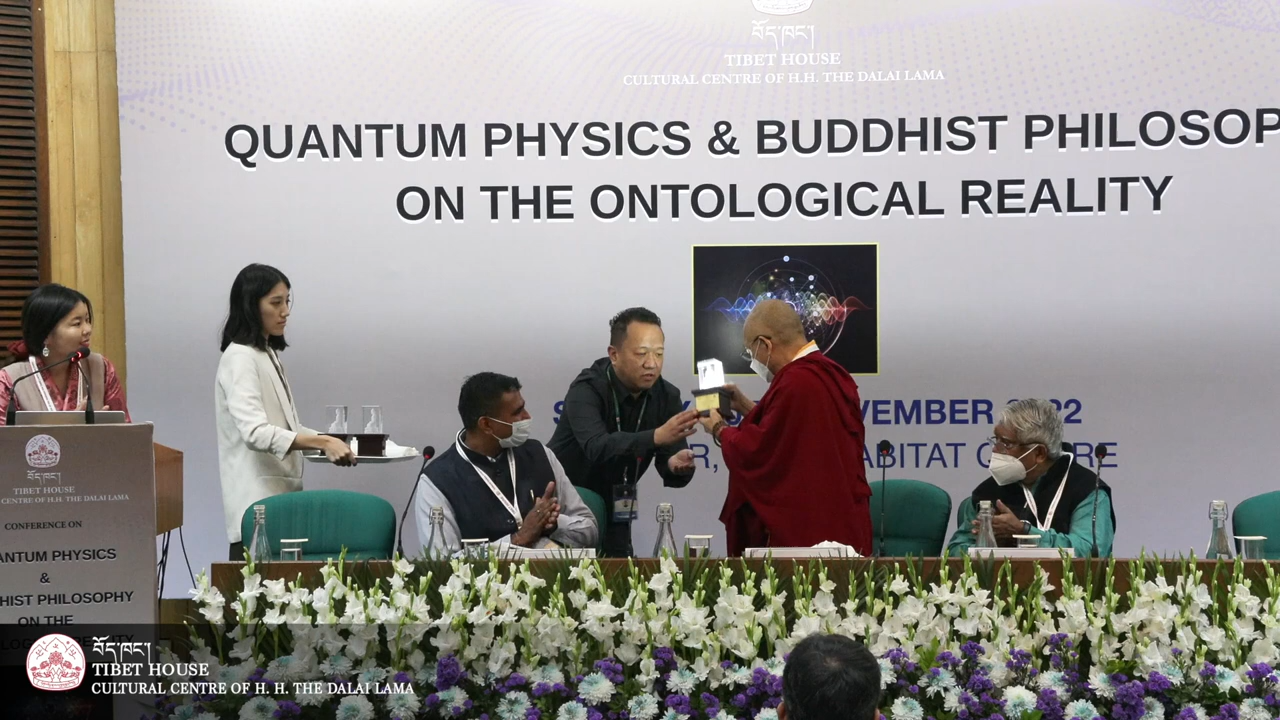 བོད་ཁང་།
TIBET HOUSE
CULTURAL CENTRE OF H.H. THE DALAI LAMA
QUANTUM PHYSICS & BUDDHIST PHILOSOP
ON THE ONTOLOGICAL REALITY
VEMBER 2022
ABITAT
བོད་ཁང་།
TIBET HOUSE
CENTRE OF H.H. THE DALAI LAMA
CONFERENCE ON
ANTUM PHYSICS
&
HIST PHILOSOPHY
ON THE
བོད་ཁང་།
TIBET HOUSE
CULTURAL CENTRE OF H. H. THE DALAI LAMA